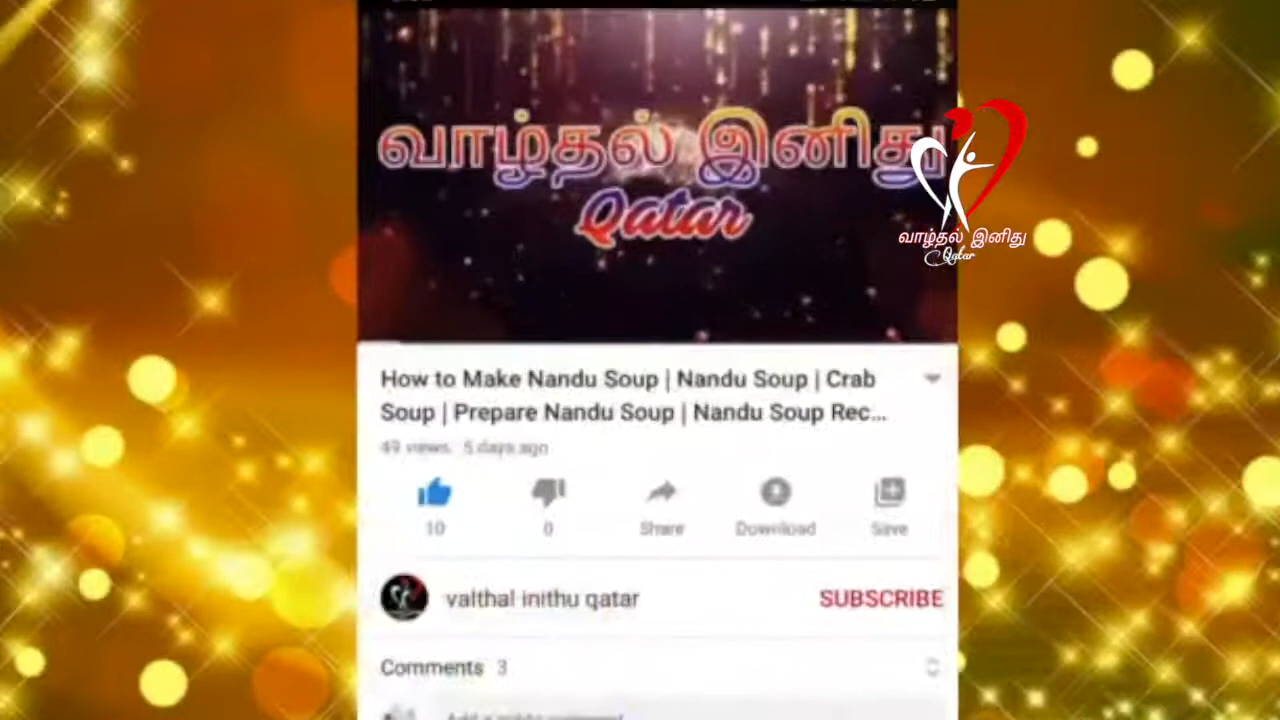 வாழ்தல் இனிது
Qatar
வாழ்தல் இனிது
Qatar
How to Make Nandu Soup | Nandu Soup | Crab
Soup | Prepare Nandu Soup | Nandu Soup Rec...
49 views 5 days ago
10
0
Share
Download
Save
valthal inithu qatar
SUBSCRIBE
Comments 3